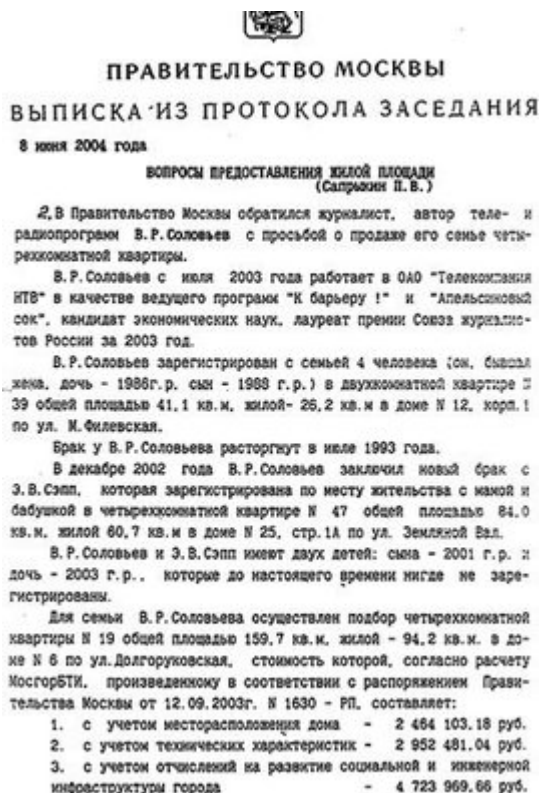 ПРАВИТЕЛЬСТВО МОСКВЫ
ВЫПИСКА ИЗ ПРОТОКОЛА ЗАСЕДАНИЯ
8 июня 2004 года
ВОПРОСЫ ПРЕДОСТАВЛЕНИЯ ЖИЛОЙ ПЛОЩАДИ
(Сапрыкин П.В.)
2.В Правительство Москвы обратился журналист, автор теле- и
радиопрограмм В.Р.Соловьев с просьбой о продаже его семье четы-
рехкомнатной квартиры.
В.Р.Соловьев с июля 2003 года работает в ОАО "Телекомпания
НТВ" в качестве ведущего программ "К барьеру !" и "Апельсиновый
сок", кандидат экономических наук, лауреат премии Союза журналис-
тов России за 2003 год.
В.Р.Соловьев зарегистрирован с семьей 4 человека (он, бывшая
жена, дочь - 1986г.р. сын - 1988 г.р.) в двухкомнатной квартире N
39 общей площадью 41,1 кв.м, жилой- 26,2 кв.м в доме N 12, корп.1
по ул. М.Филевская.
Брак у В.Р.Соловьева расторгнут в июле 1993 года.
В декабре 2002 года В.Р.Соловьев заключил новый брак с
Э.В.Сэпп, которая зарегистрирована по месту жительства с мамой и
бабушкой в четырехкомнатной квартире N 47 общей площадью 84,0
кв.м, жилой 60,7 кв.м в доме N 25, стр.1А по ул. Земляной Вал.
В.Р.Соловьев и Э.В.Сэпп имеют двух детей: сына - 2001 г.р. и
дочь - 2003 г.р., которые до настоящего времени нигде не заре-
гистрированы.
Для семьи В.Р.Соловьева осуществлен подбор четырехкомнатной
квартиры N 19 общей площадью 159,7 кв.м, жилой - 94,2 кв.м. в до-
ме N 6 по ул.Долгоруковская, стоимость которой, согласно расчету
МосгорБТИ, произведенному в соответствии с распоряжением Прави-
тельства Москвы от 12.09.2003г. N 1630 - РП, составляет:
1. с учетом месторасположения дома - 2 464 103.18 руб.
2. с учетом технических характеристик - 2 952 481.04 руб.
3. с учетом отчислений на развитие социальной и инженерной
инфраструктуры города - 4 723 969.66 руб.